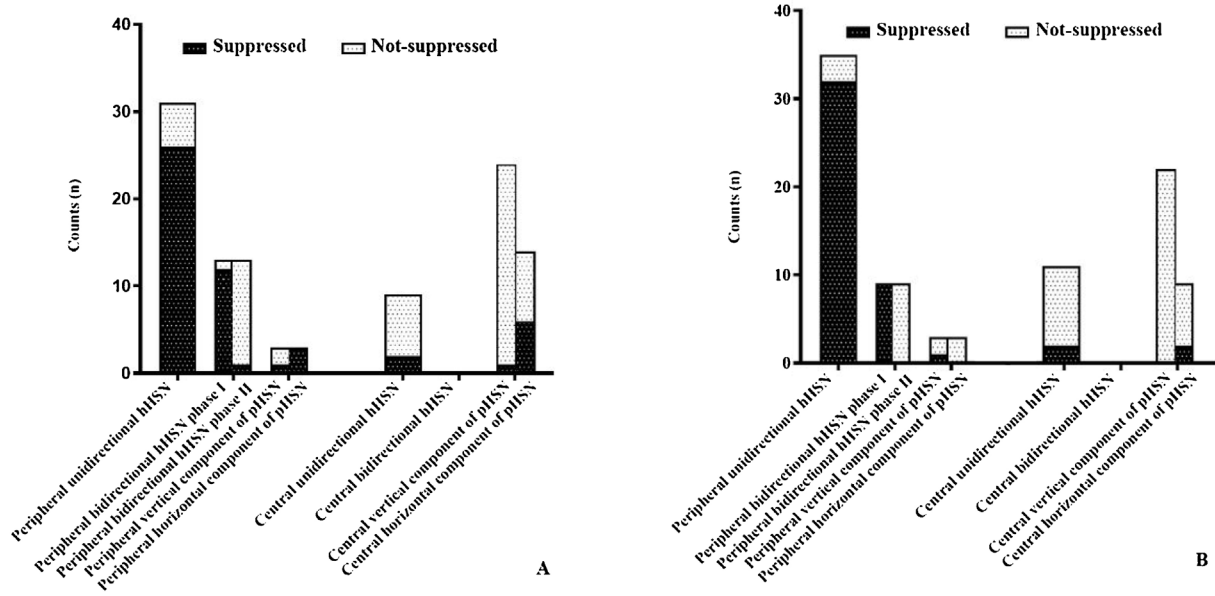 40
Suppressed
Not-suppressed
30
20
10
0
Counts (n)
Peripheral unidirectional hHSN
Peripheral bidirectional hHSN phase I
Peripheral bidirectional hHSN phase II
Peripheral vertical component of pHSN
Peripheral horizontal component of pHSN
Central unidirectional hHSN
Central bidirectional hHSN
Central vertical component of pHSN
Central horizontal component of pHSN
A
40
Suppressed
Not-suppressed
30
20
10
0
Counts (n)
Peripheral unidirectional hHSN
Peripheral bidirectional hHSN phase I
Peripheral bidirectional hHSN phase II
Peripheral vertical component of pHSN
Peripheral horizontal component of pHSN
Central unidirectional hHSN
Central bidirectional hHSN
Central vertical component of pHSN
Central horizontal component of pHSN
B